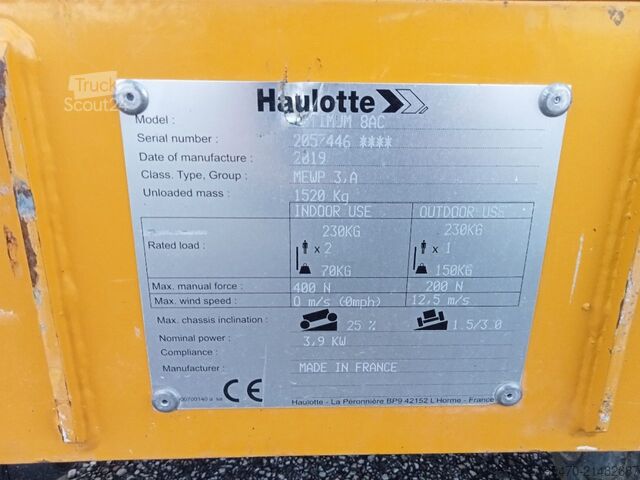 Truck
Scout24
Haulotte
Model : OPTIMUM 8AC
Serial number : 2057446 ****
Date of manufacture : 2019
Class. Type, Group : MEWP 3,A
Unloaded mass : 1520 Kg
INDOOR USE OUTDOOR USE
230KG 230KG
Rated load : x 2 x 1
70KG 150KG
Max. manual force : 400 N 200 N
Max. wind speed : 0 m/s (0mph) 12,5 m/s
Max. chassis inclination : 25 % 1.5/3.0
Nominal power : 3,9 KW
Compliance :
Manufacturer : MADE IN FRANCE
CE
Haulotte - La Péronnière BP9 42152 L'Horme - France